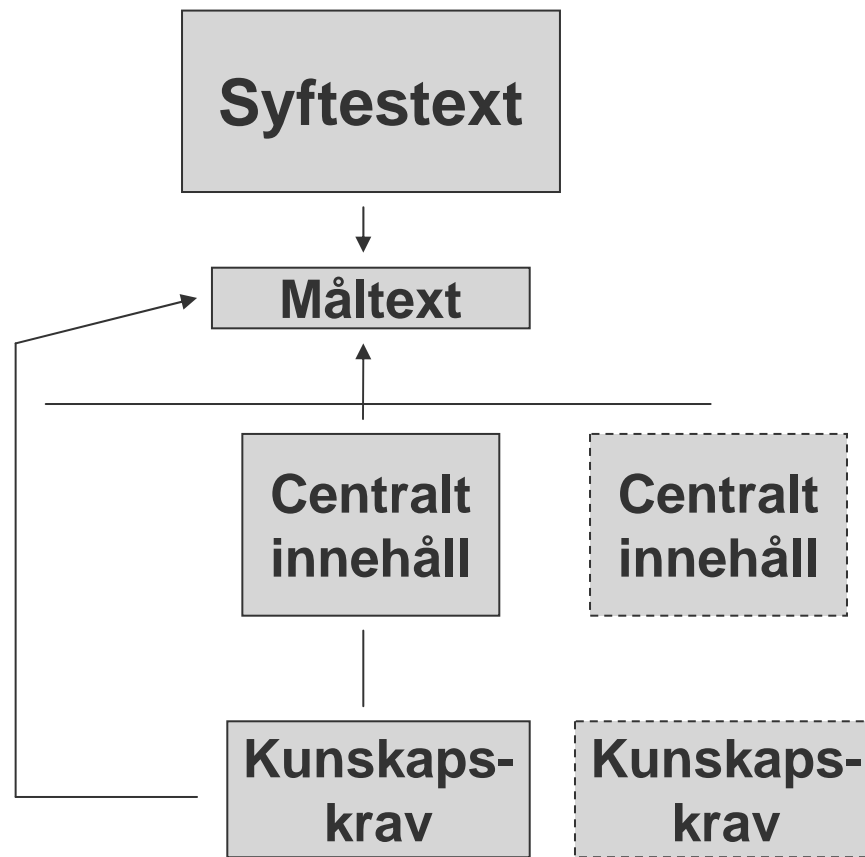 Syftestext
Måltext
Centralt
innehåll
Centralt
innehåll
Kunskaps-
krav
Kunskaps-
krav